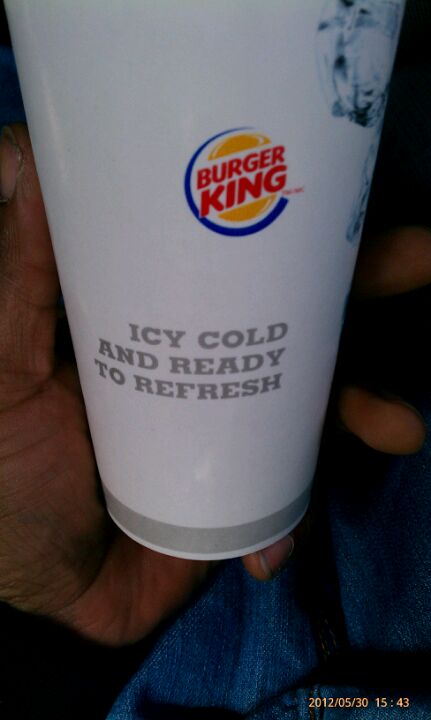 BURGER
KING
ICY COLD
AND READY
TO REFRESH
2012/05/30 15:43